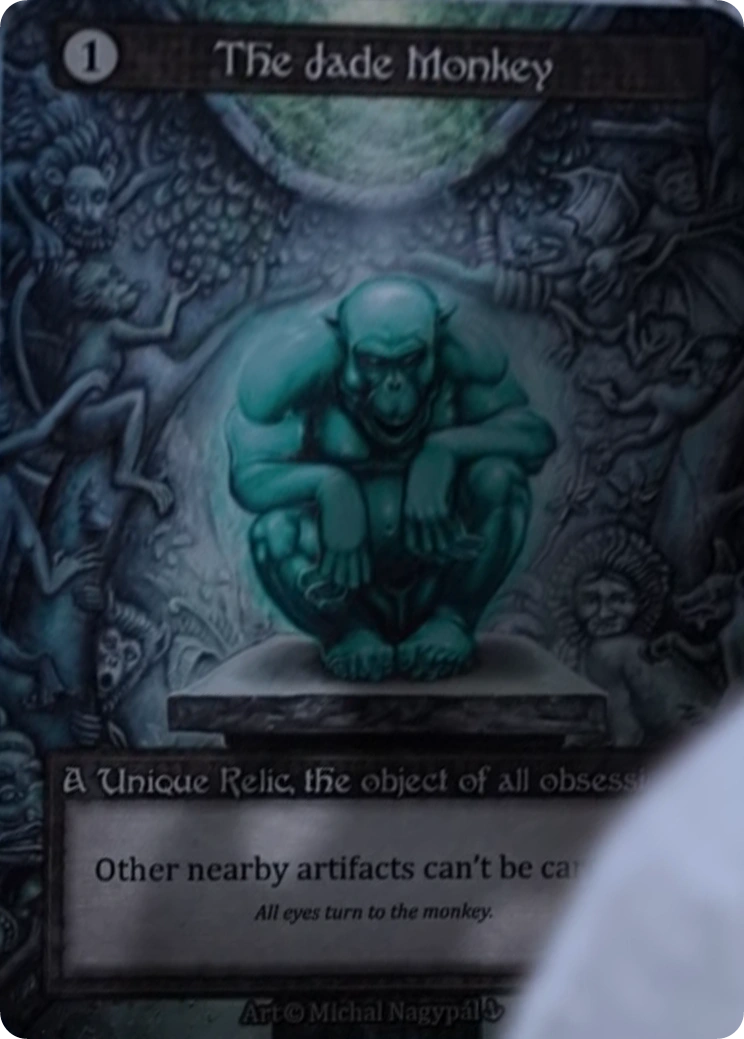 1
The Jade Monkey
A Unique Relic, the object of all
Other nearby artifacts can't be
All eyes turn to the monkey.
Art © Michal Nagypál